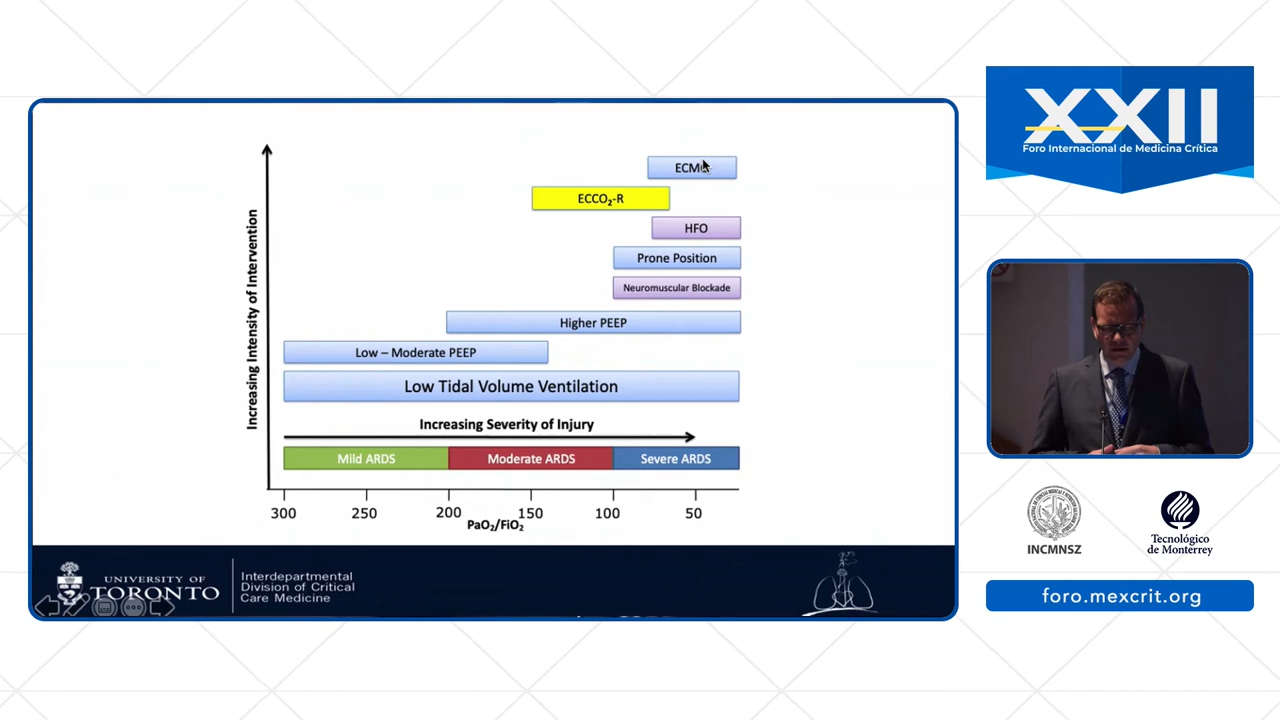 ECMO
ECCO₂-R
HFO
Prone Position
Neuromuscular Blockade
Higher PEEP
Low – Moderate PEEP
Low Tidal Volume Ventilation
Increasing Intensity of Intervention
Increasing Severity of Injury
Mild ARDS
Moderate ARDS
Severe ARDS
300 250 200 150 100 50
PaO₂/FiO₂
UNIVERSITY OF
TORONTO
Interdepartmental
Division of Critical
Care Medicine
XXII
Foro Internacional de Medicina Crítica
INCMNSZ
Tecnológico
de Monterrey
foro.mexcrit.org